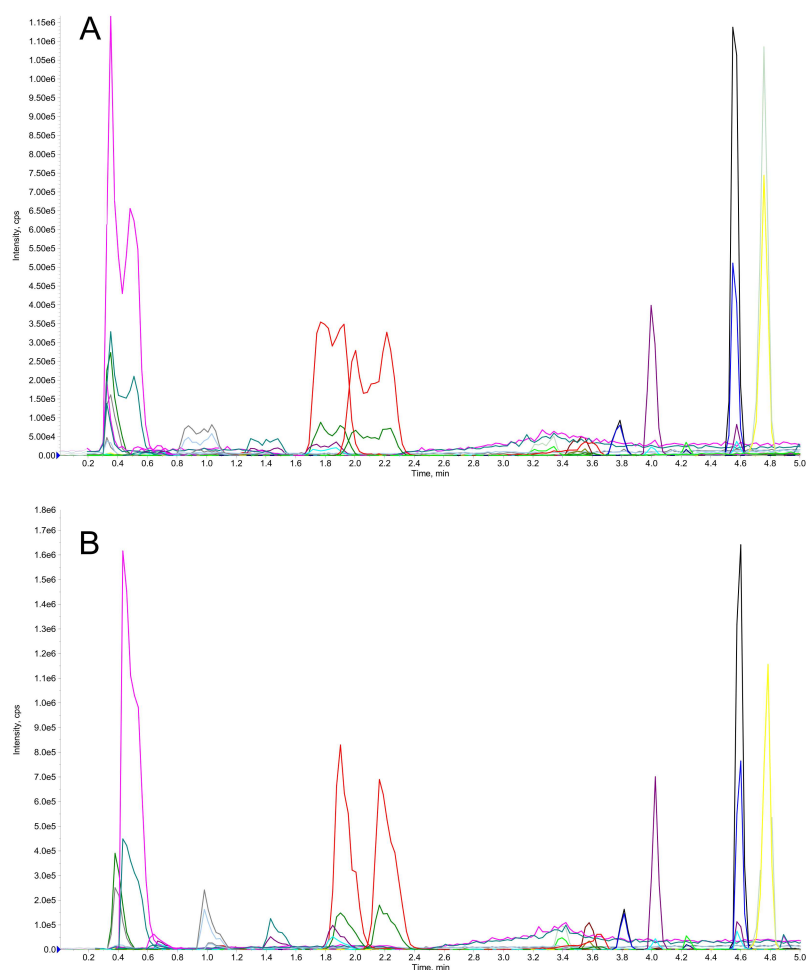 A
1.15e6
1.10e6
1.05e6
1.00e6
9.50e5
9.00e5
8.50e5
8.00e5
7.50e5
7.00e5
6.50e5
6.00e5
5.50e5
5.00e5
4.50e5
4.00e5
3.50e5
3.00e5
2.50e5
2.00e5
1.50e5
1.00e5
5.00e4
0.00
Intensity, cps
0.2 0.4 0.6 0.8 1.0 1.2 1.4 1.6 1.8 2.0 2.2 2.4 2.6 2.8 3.0 3.2 3.4 3.6 3.8 4.0 4.2 4.4 4.6 4.8 5.0
Time, min
B
1.8e6
1.6e6
1.5e6
1.4e6
1.3e6
1.2e6
1.1e6
1.0e6
9.0e5
8.0e5
7.0e5
6.0e5
5.0e5
4.0e5
3.0e5
2.0e5
1.0e5
0.0
Intensity, cps
0.2 0.4 0.6 0.8 1.0 1.2 1.4 1.6 1.8 2.0 2.2 2.4 2.6 2.8 3.0 3.2 3.4 3.6 3.8 4.0 4.2 4.4 4.6 4.8 5.0
Time, min